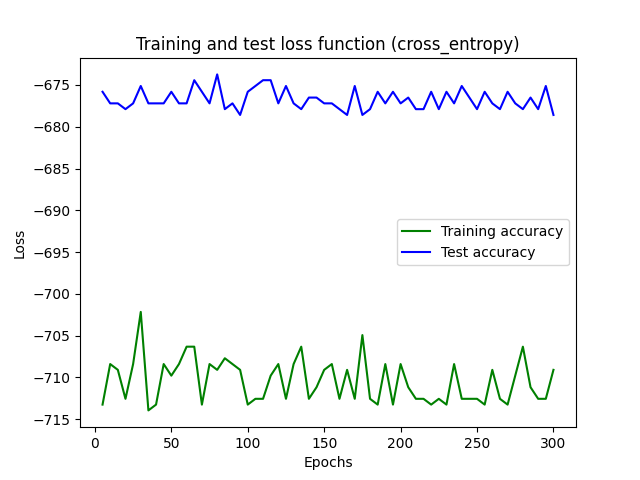 Training and test loss function (cross_entropy)
−675
−680
−685
−690
−695
−700
−705
−710
−715
Loss
Training accuracy
Test accuracy
0 50 100 150 200 250 300
Epochs